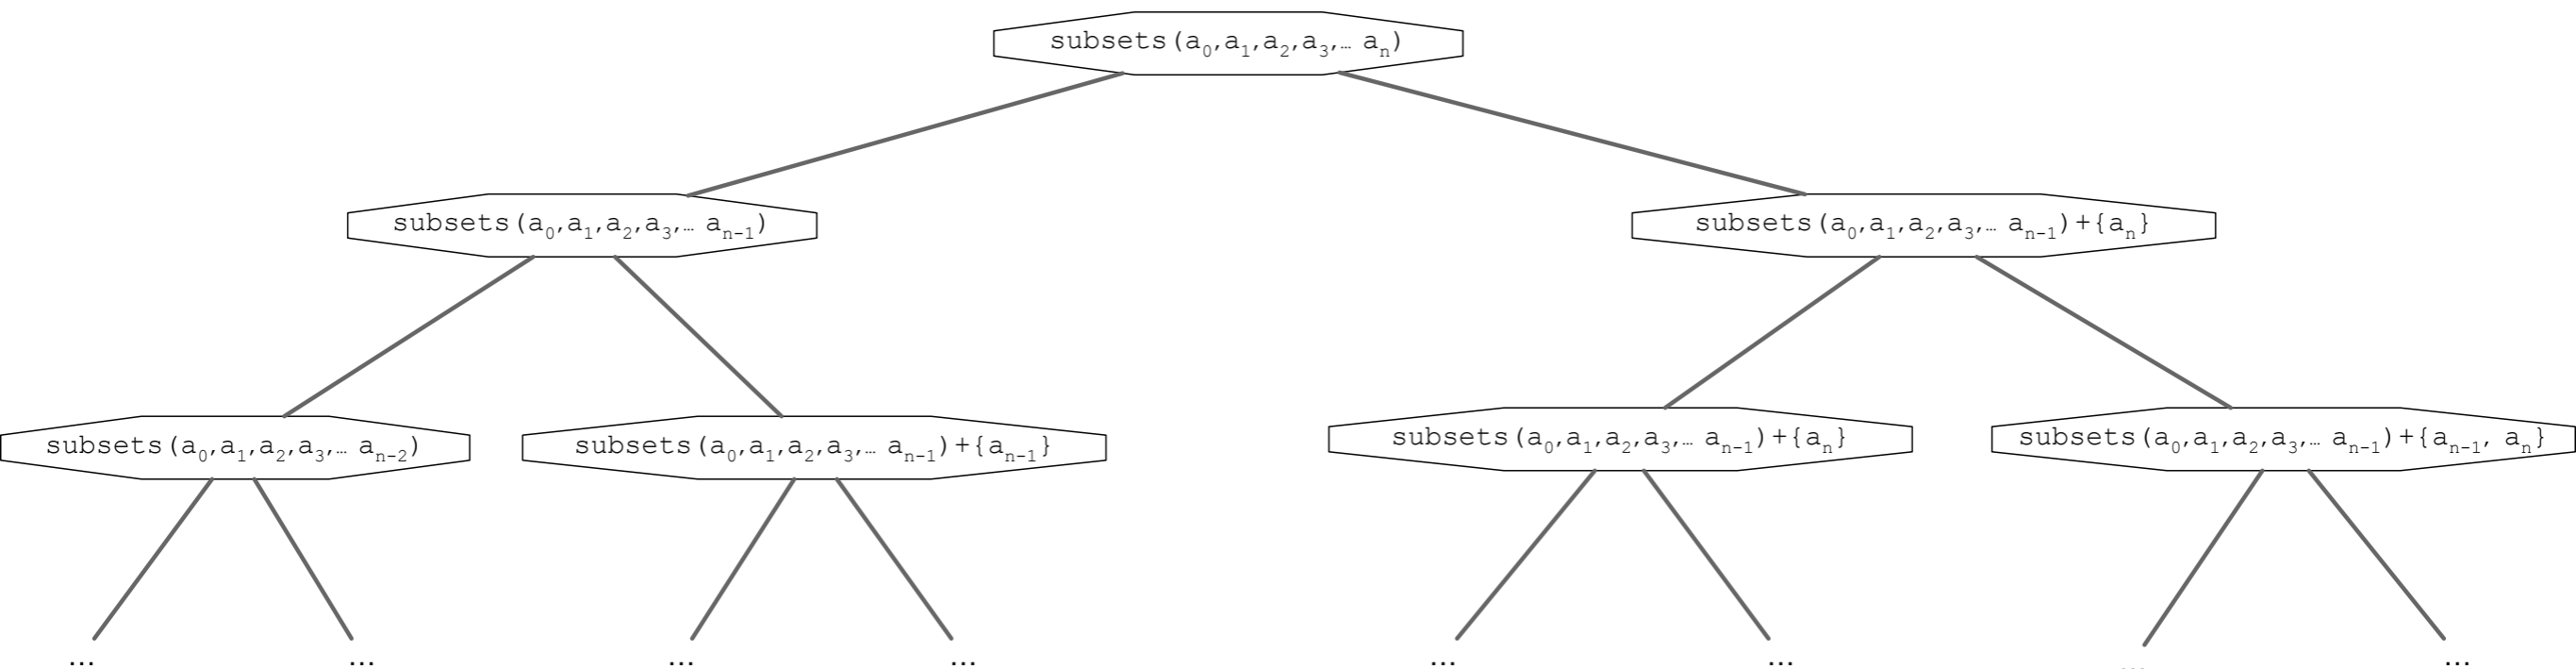 subsets(a₀,a₁,a₂,a₃,… aₙ)
subsets(a₀,a₁,a₂,a₃,… aₙ₋₁)
subsets(a₀,a₁,a₂,a₃,… aₙ₋₁)+{aₙ}
subsets(a₀,a₁,a₂,a₃,… aₙ₋₂)
subsets(a₀,a₁,a₂,a₃,… aₙ₋₁)+{aₙ₋₁}
subsets(a₀,a₁,a₂,a₃,… aₙ₋₁)+{aₙ}
subsets(a₀,a₁,a₂,a₃,… aₙ₋₁)+{aₙ₋₁, aₙ}
… … … … … … … …